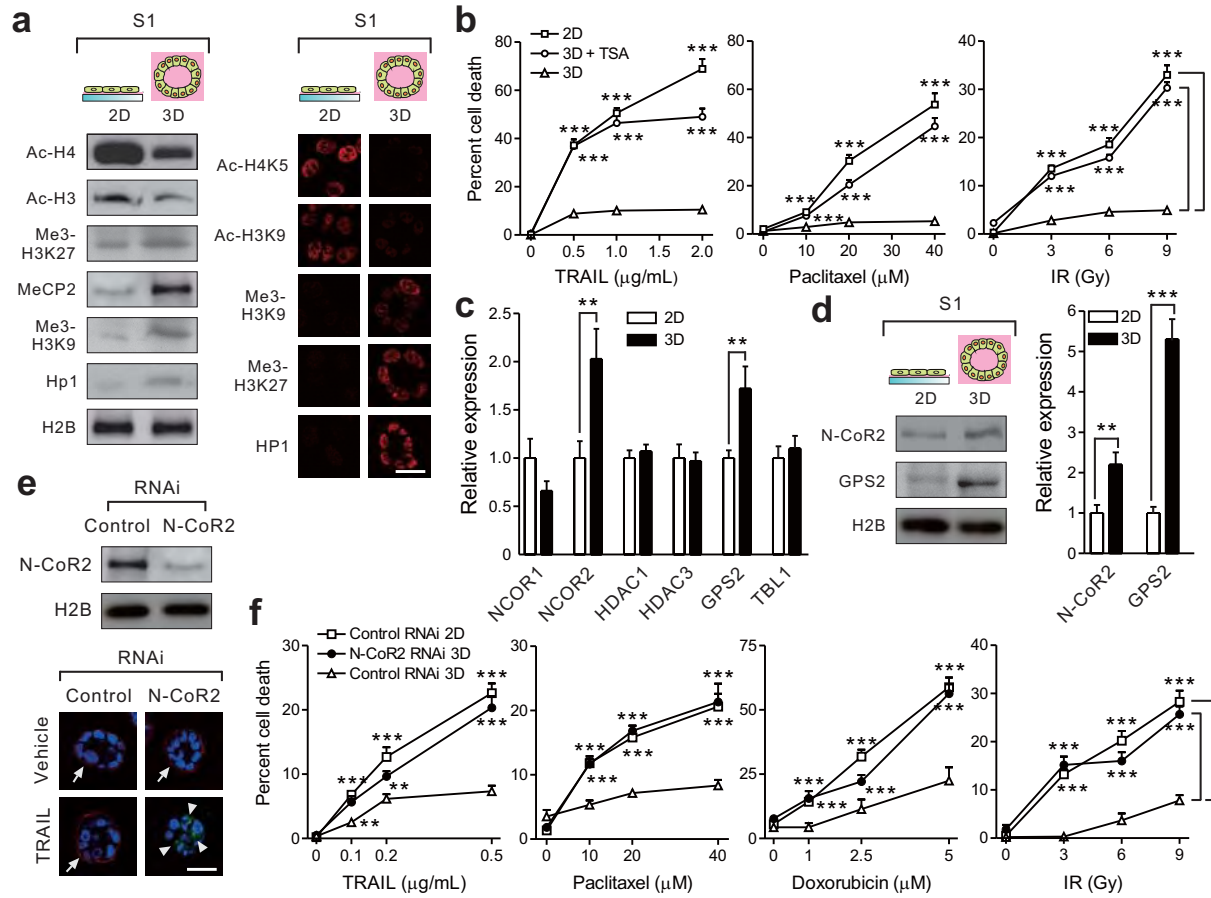 a
S1
2D 3D
Ac-H4
Ac-H3
Me3-
H3K27
MeCP2
Me3-
H3K9
Hp1
H2B
S1
2D 3D
Ac-H4K5
Ac-H3K9
Me3-
H3K9
Me3-
H3K27
HP1
b
2D
3D + TSA
3D
Percent cell death
80
60
40
20
0
*** *** ***
*** *** ***
0 0.5 1.0 2.0
TRAIL (μg/mL)
80
60
40
20
0
*** *** ***
*** *** ***
0 10 20 40
Paclitaxel (μM)
40
30
20
10
0
*** *** ***
*** *** ***
0 3 6 9
IR (Gy)
c
2D
3D
Relative expression
2.5
2.0
1.5
1.0
0.5
0
** **
NCOR1 NCOR2 HDAC1 HDAC3 GPS2 TBL1
d
S1
2D 3D
N-CoR2
GPS2
H2B
2D
3D
Relative expression
6
5
4
3
2
1
0
** ***
N-CoR2 GPS2
e
RNAi
Control N-CoR2
N-CoR2
H2B
RNAi
Control N-CoR2
Vehicle
TRAIL
f
Control RNAi 2D
N-CoR2 RNAi 3D
Control RNAi 3D
Percent cell death
30
20
10
0
*** *** ***
** ** ***
0 0.1 0.2 0.5
TRAIL (μg/mL)
30
20
10
0
*** *** ***
*** *** ***
0 10 20 40
Paclitaxel (μM)
75
50
25
0
** *** ***
*** *** ***
0 1 2.5 5
Doxorubicin (μM)
40
30
20
10
0
*** *** ***
*** *** ***
0 3 6 9
IR (Gy)